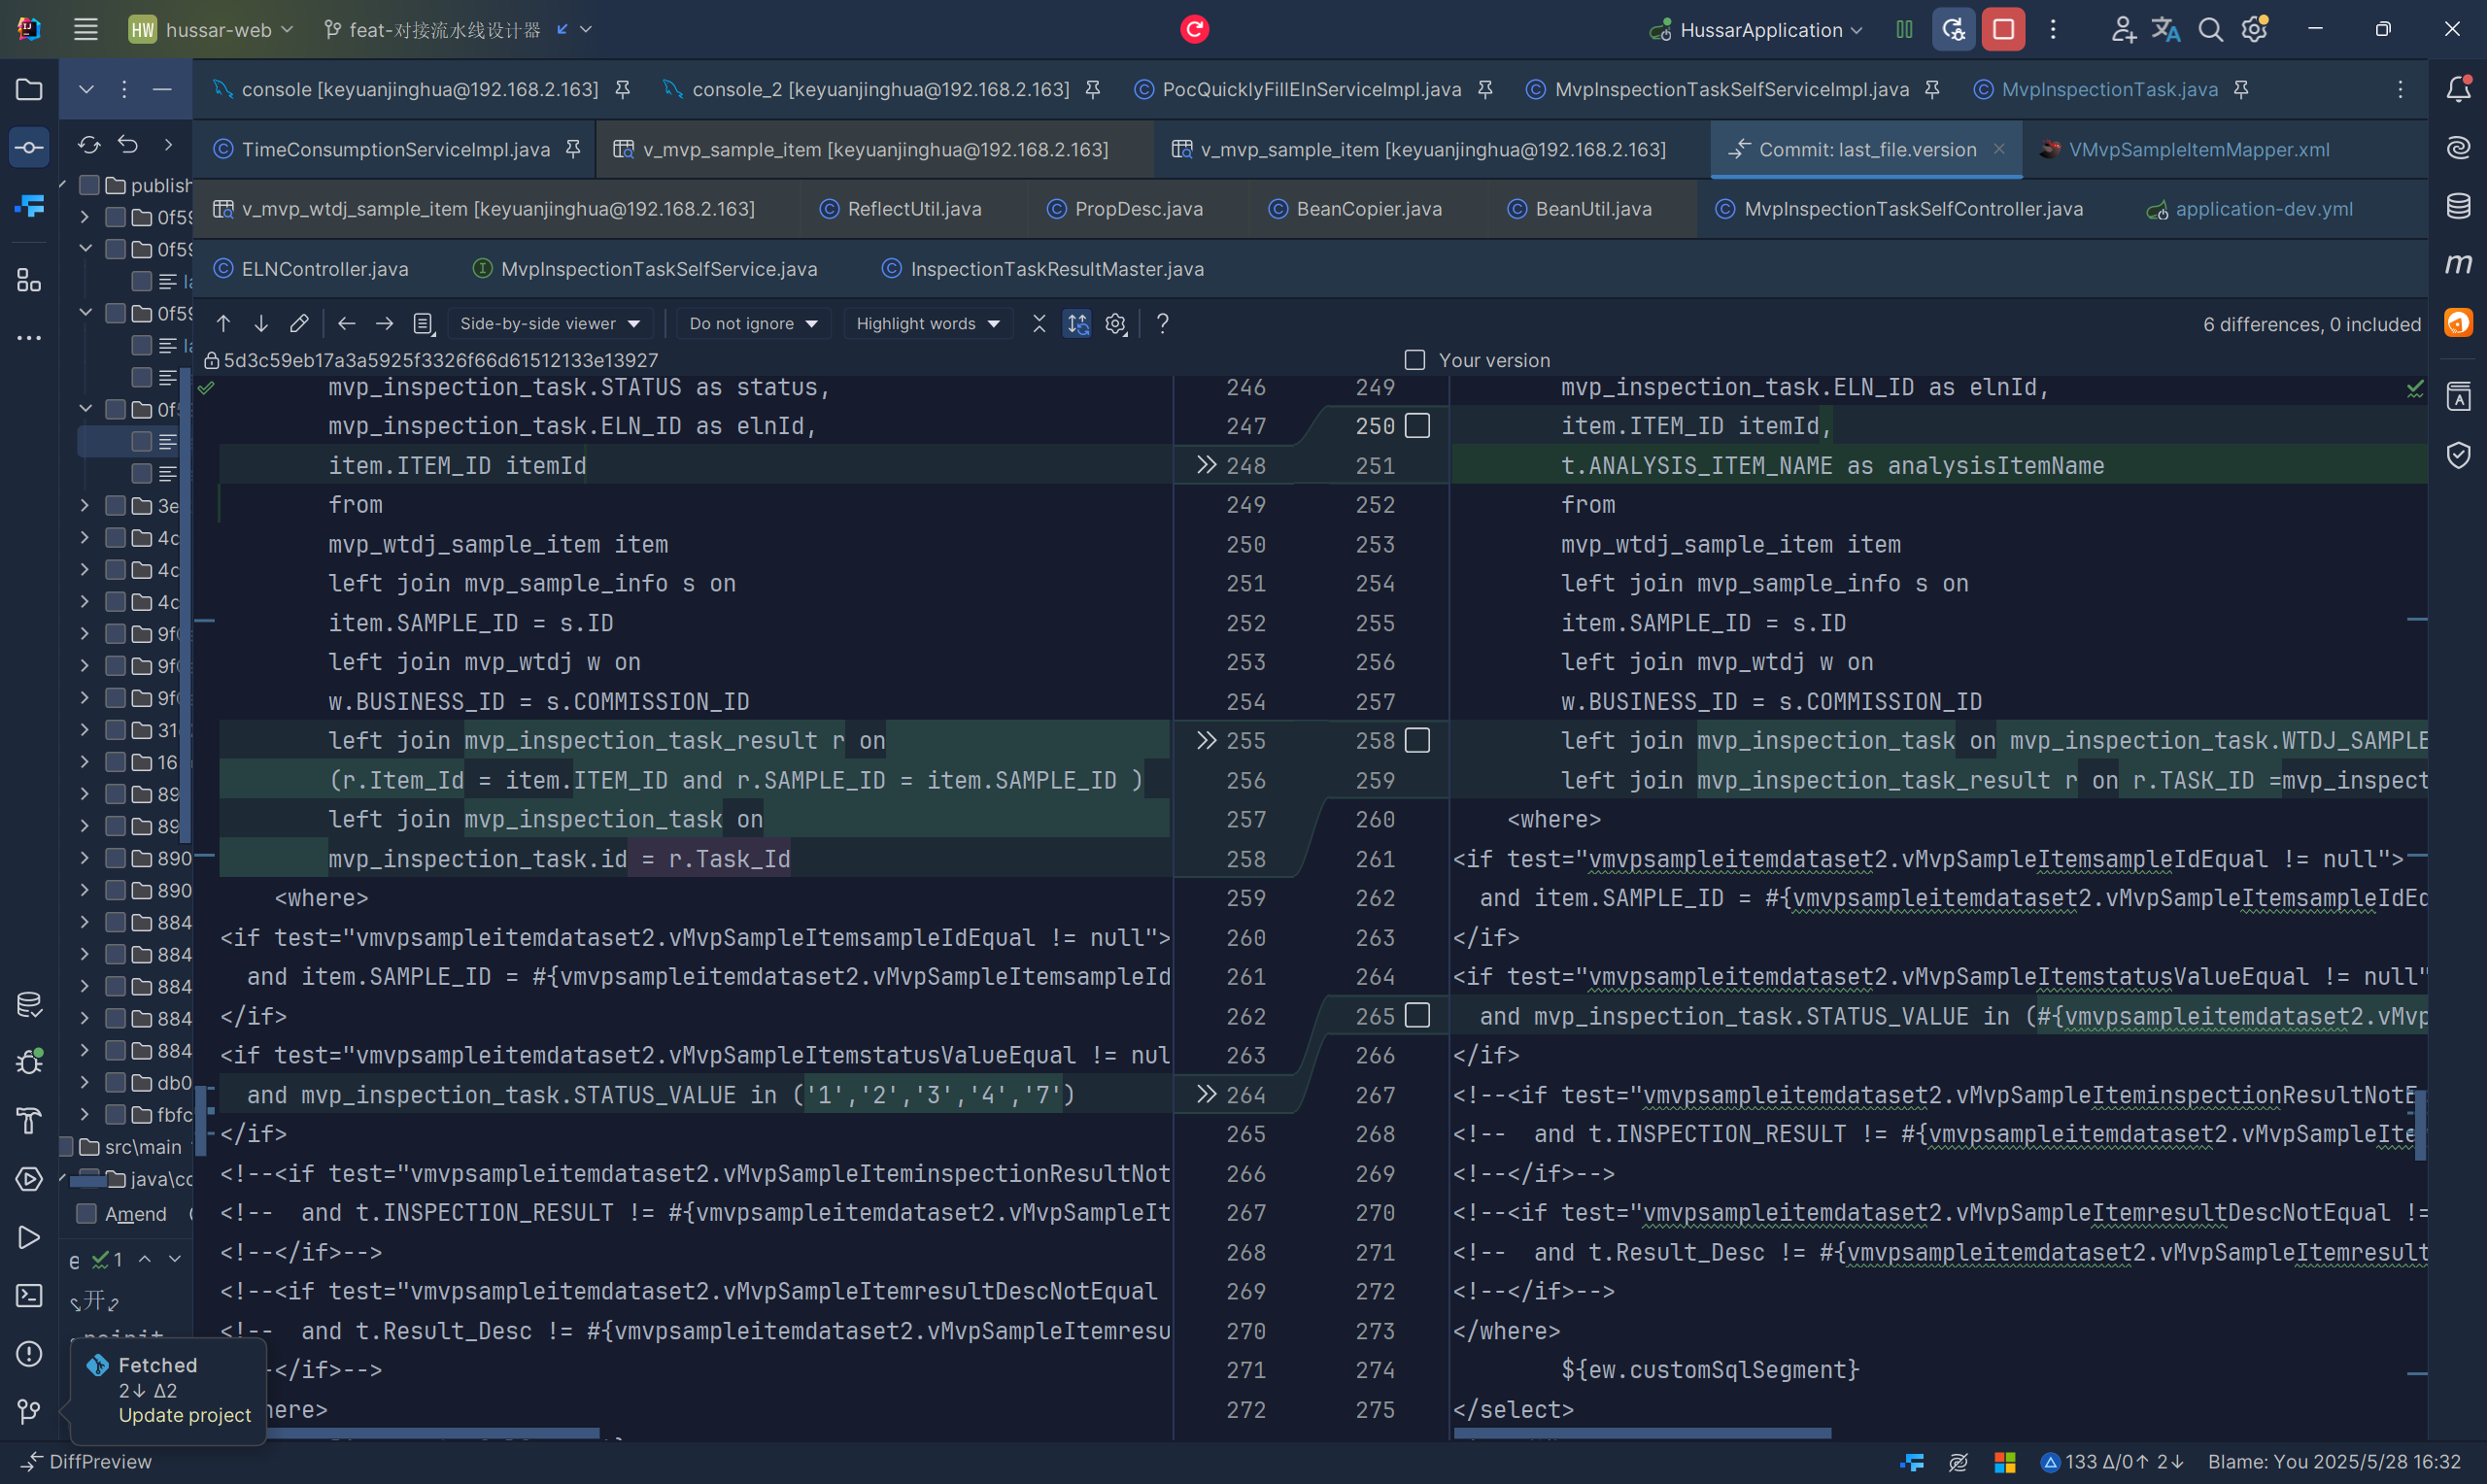 HW hussar-web
feat-对接流水线设计器
HussarApplication
console [keyuanjinghua@192.168.2.163]
console_2 [keyuanjinghua@192.168.2.163]
PocQuicklyFillElnServiceImpl.java
MvpInspectionTaskSelfServiceImpl.java
MvpInspectionTask.java
TimeConsumptionServiceImpl.java
v_mvp_sample_item [keyuanjinghua@192.168.2.163]
v_mvp_sample_item [keyuanjinghua@192.168.2.163]
Commit: last_file.version
VMvpSampleItemMapper.xml
v_mvp_wtdj_sample_item [keyuanjinghua@192.168.2.163]
ReflectUtil.java
PropDesc.java
BeanCopier.java
BeanUtil.java
MvpInspectionTaskSelfController.java
application-dev.yml
ELNController.java
MvpInspectionTaskSelfService.java
InspectionTaskResultMaster.java
Side-by-side viewer
Do not ignore
Highlight words
?
6 differences, 0 included
5d3c59eb17a3a5925f3326f66d61512133e13927
Your version
publish
0f59
0f59
la
0f59
la
0f5
3e
4c
4c
4c
9f
9f
9f
31
16
89
89
890
890
884
884
884
884
884
db0
fbfc
src\main
java\co
Amend
1
开
mvp_inspection_task.STATUS as status, 246
mvp_inspection_task.ELN_ID as elnId, 247
item.ITEM_ID itemId 248
from 249
mvp_wtdj_sample_item item 250
left join mvp_sample_info s on 251
item.SAMPLE_ID = s.ID 252
left join mvp_wtdj w on 253
w.BUSINESS_ID = s.COMMISSION_ID 254
left join mvp_inspection_task_result r on 255
(r.Item_Id = item.ITEM_ID and r.SAMPLE_ID = item.SAMPLE_ID ) 256
left join mvp_inspection_task on 257
mvp_inspection_task.id = r.Task_Id 258
<where> 259
<if test="vmvpsampleitemdataset2.vMvpSampleItemsampleIdEqual != null"> 260
and item.SAMPLE_ID = #{vmvpsampleitemdataset2.vMvpSampleItemsampleId 261
</if> 262
<if test="vmvpsampleitemdataset2.vMvpSampleItemstatusValueEqual != nul 263
and mvp_inspection_task.STATUS_VALUE in ('1','2','3','4','7') 264
</if> 265
<!--<if test="vmvpsampleitemdataset2.vMvpSampleIteminspectionResultNot 266
<!-- and t.INSPECTION_RESULT != #{vmvpsampleitemdataset2.vMvpSampleIt 267
<!--</if>--> 268
<!--<if test="vmvpsampleitemdataset2.vMvpSampleItemresultDescNotEqual 269
<!-- and t.Result_Desc != #{vmvpsampleitemdataset2.vMvpSampleItemresu 270
-</if>--> 271
here> 272
249 mvp_inspection_task.ELN_ID as elnId,
250 item.ITEM_ID itemId,
251 t.ANALYSIS_ITEM_NAME as analysisItemName
252 from
253 mvp_wtdj_sample_item item
254 left join mvp_sample_info s on
255 item.SAMPLE_ID = s.ID
256 left join mvp_wtdj w on
257 w.BUSINESS_ID = s.COMMISSION_ID
258 left join mvp_inspection_task on mvp_inspection_task.WTDJ_SAMPLE
259 left join mvp_inspection_task_result r on r.TASK_ID =mvp_inspect
260 <where>
261 <if test="vmvpsampleitemdataset2.vMvpSampleItemsampleIdEqual != null">
262 and item.SAMPLE_ID = #{vmvpsampleitemdataset2.vMvpSampleItemsampleIdEq
263 </if>
264 <if test="vmvpsampleitemdataset2.vMvpSampleItemstatusValueEqual != null"
265 and mvp_inspection_task.STATUS_VALUE in (#{vmvpsampleitemdataset2.vMvp
266 </if>
267 <!--<if test="vmvpsampleitemdataset2.vMvpSampleIteminspectionResultNotE
268 <!-- and t.INSPECTION_RESULT != #{vmvpsampleitemdataset2.vMvpSampleIte
269 <!--</if>-->
270 <!--<if test="vmvpsampleitemdataset2.vMvpSampleItemresultDescNotEqual !=
271 <!-- and t.Result_Desc != #{vmvpsampleitemdataset2.vMvpSampleItemresult
272 <!--</if>-->
273 </where>
274 ${ew.customSqlSegment}
275 </select>
Fetched
2↓ Δ2
Update project
DiffPreview
133 Δ/0↑ 2↓
Blame: You 2025/5/28 16:32